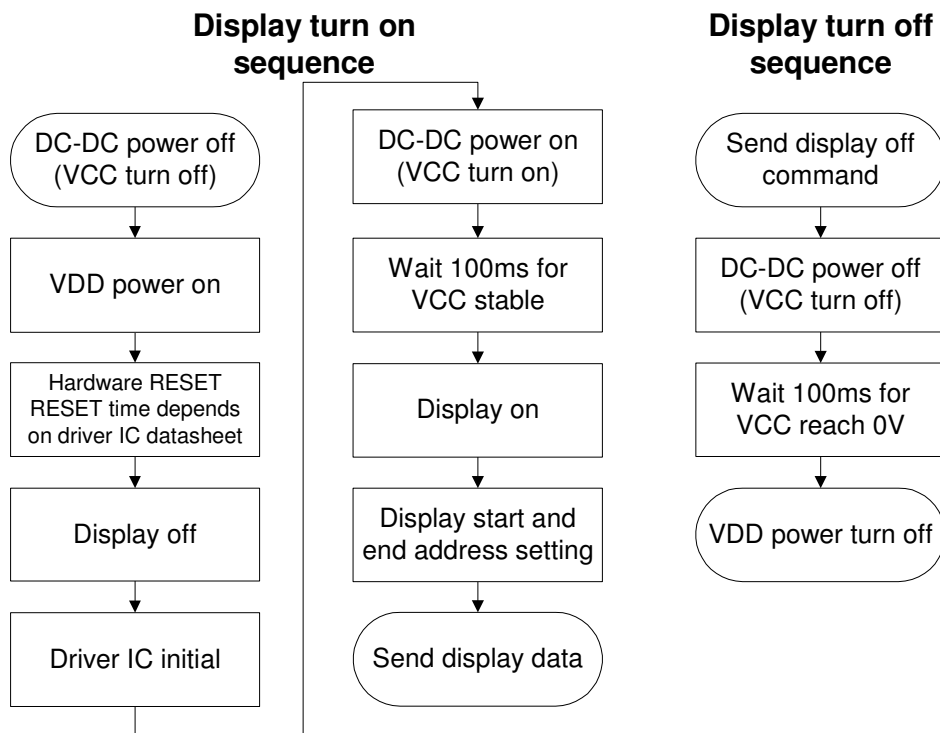 Display turn on
sequence
DC-DC power off
(VCC turn off)
VDD power on
Hardware RESET
RESET time depends
on driver IC datasheet
Display off
Driver IC initial
DC-DC power on
(VCC turn on)
Wait 100ms for
VCC stable
Display on
Display start and
end address setting
Send display data
Display turn off
sequence
Send display off
command
DC-DC power off
(VCC turn off)
Wait 100ms for
VCC reach 0V
VDD power turn off